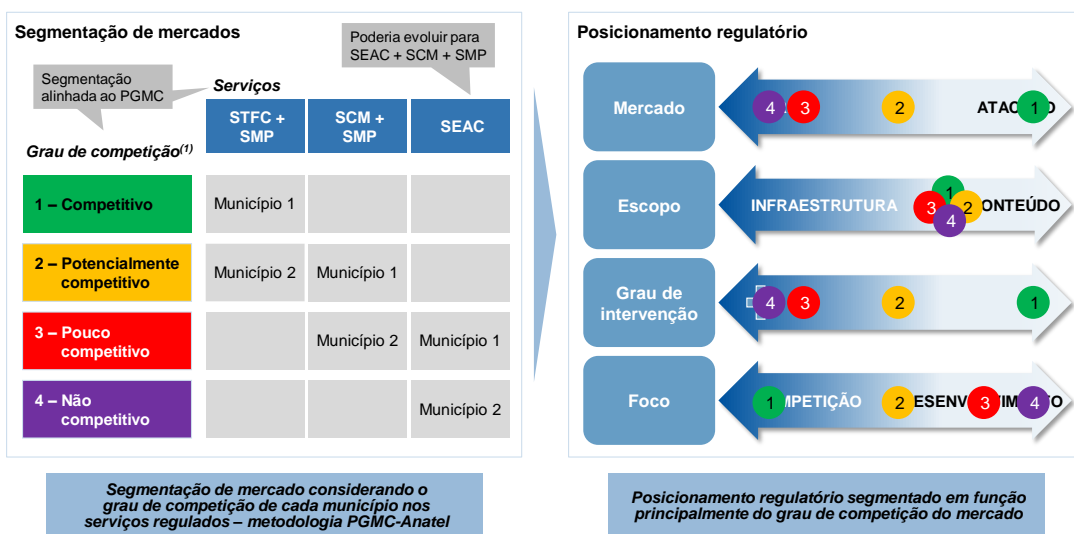 Segmentação de mercados
Poderia evoluir para
SEAC + SCM + SMP
Segmentação
alinhada ao PGMC
Serviços
STFC +
SMP
SCM +
SMP
SEAC
Grau de competição(1)
1 – Competitivo
Município 1
2 – Potencialmente
competitivo
Município 2
Município 1
3 – Pouco
competitivo
Município 2
Município 1
4 – Não
competitivo
Município 2
Segmentação de mercado considerando o
grau de competição de cada município nos
serviços regulados – metodologia PGMC-Anatel
Posicionamento regulatório
Mercado
4 3 2 1
Escopo
INFRAESTRUTURA
1
3 2
4
ONTEÚDO
Grau de
intervenção
4 3 2 1
Foco
1 MPETIÇÃO 2 ESENV 3 4
Posicionamento regulatório segmentado em função
principalmente do grau de competição do mercado